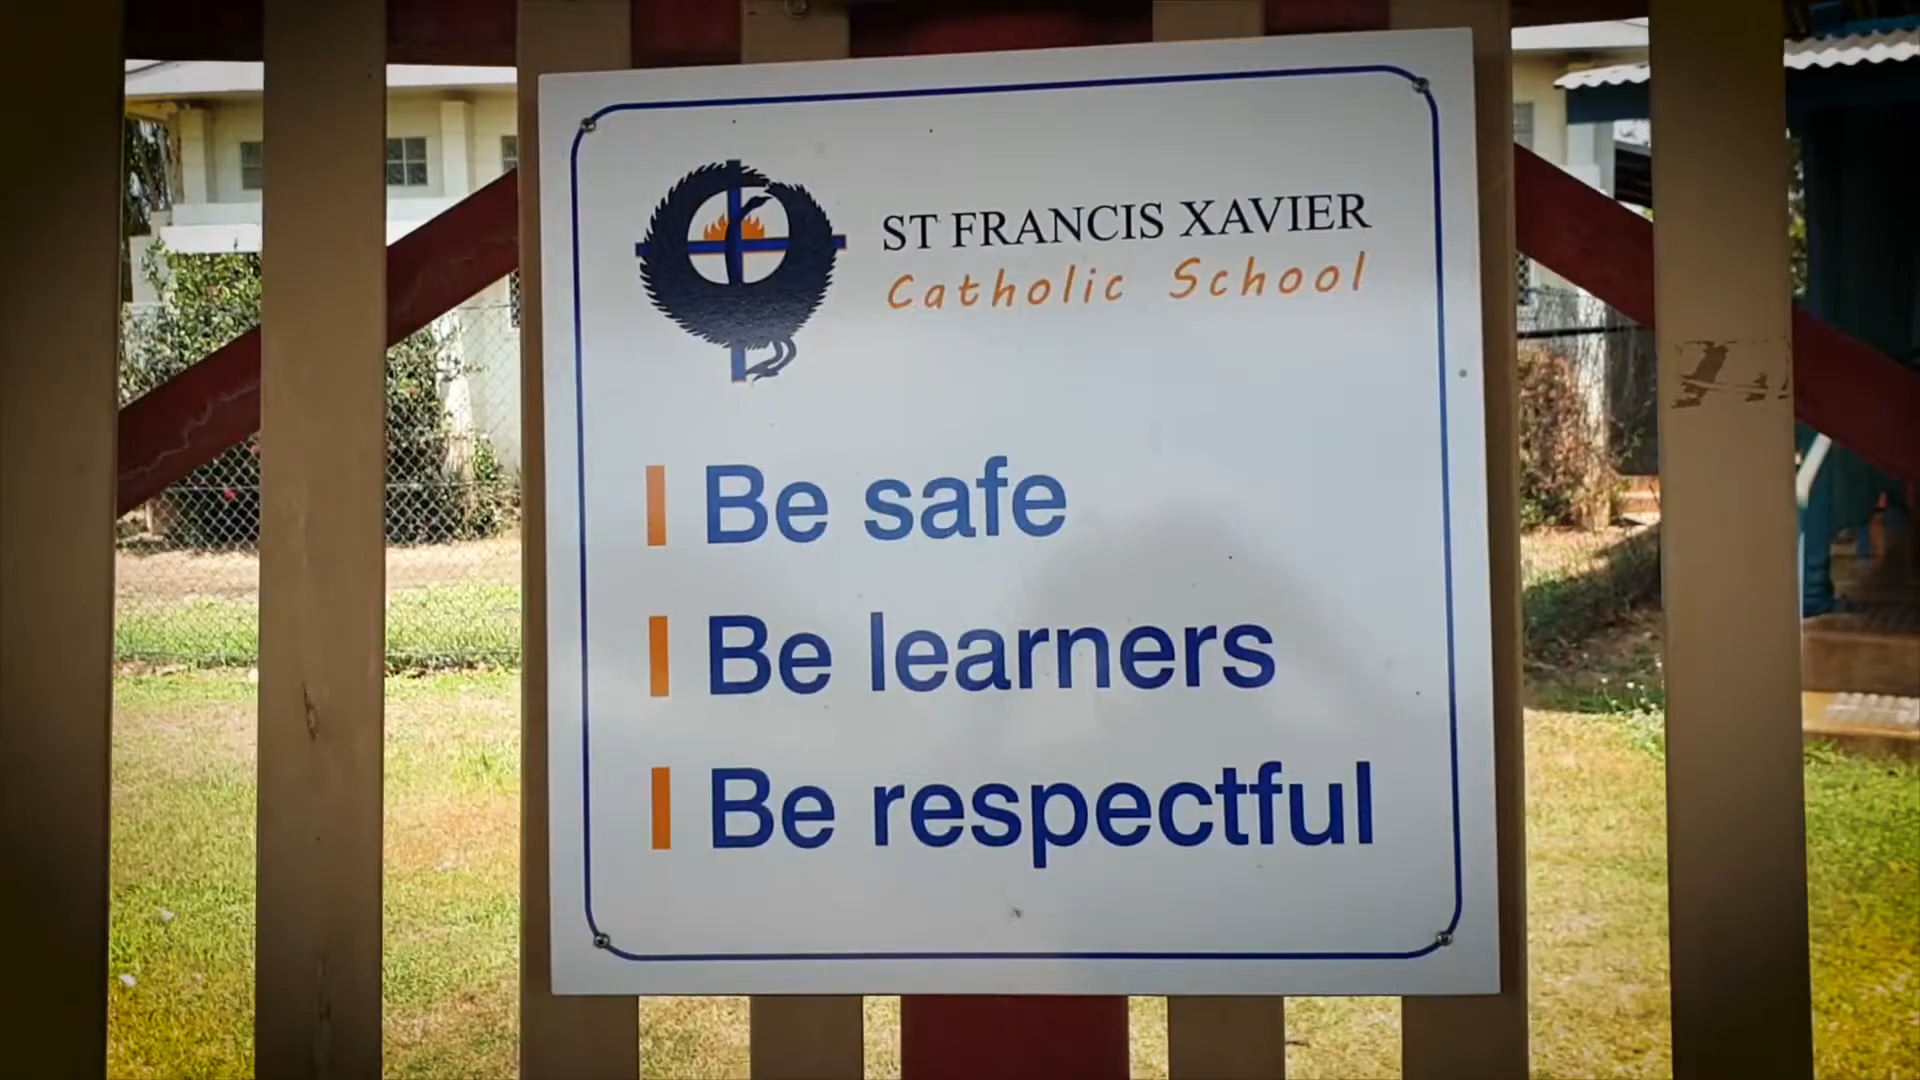 ST FRANCIS XAVIER
Catholic School
Be safe
Be learners
Be respectful